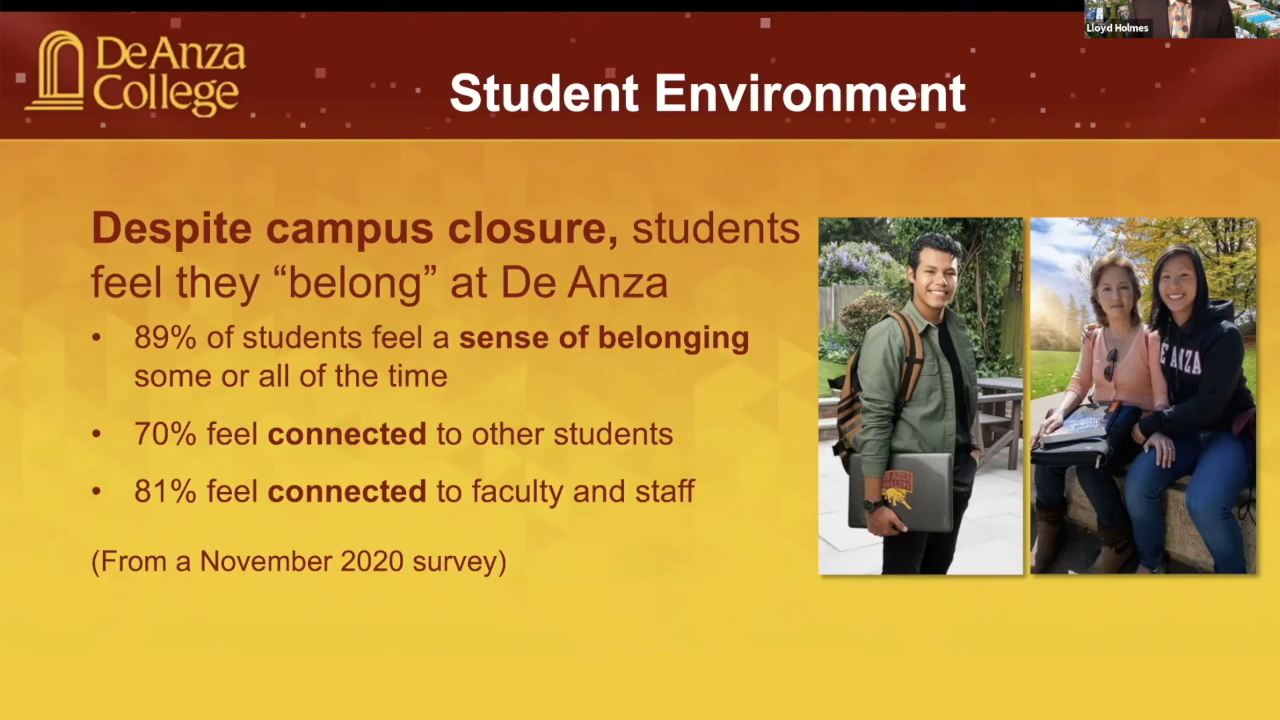 Lloyd Holmes
De Anza
College
Student Environment
Despite campus closure, students
feel they “belong” at De Anza
• 89% of students feel a sense of belonging
some or all of the time
• 70% feel connected to other students
• 81% feel connected to faculty and staff
(From a November 2020 survey)
E ANZA